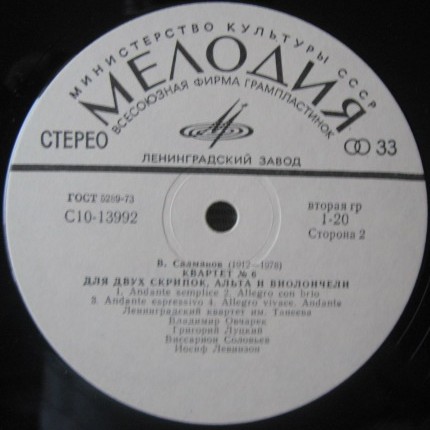 МИНИСТЕРСТВО КУЛЬТУРЫ СССР
МЕЛОДИЯ
ВСЕСОЮЗНАЯ ФИРМА ГРАМПЛАСТИНОК
СТЕРЕО
33
ЛЕНИНГРАДСКИЙ ЗАВОД
ГОСТ 5289-73
С10-13992
вторая гр
1-20
Сторона 2
В. Салманов (1912—1978)
КВАРТЕТ № 6
ДЛЯ ДВУХ СКРИПОК, АЛЬТА И ВИОЛОНЧЕЛИ
1. Andante semplice 2. Allegro con brio
3. Andante espressivo 4. Allegro vivace. Andante
Ленинградский квартет им. Танеева
Владимир Овчарек
Григорий Луцкий
Виссарион Соловьев
Иосиф Левинзон